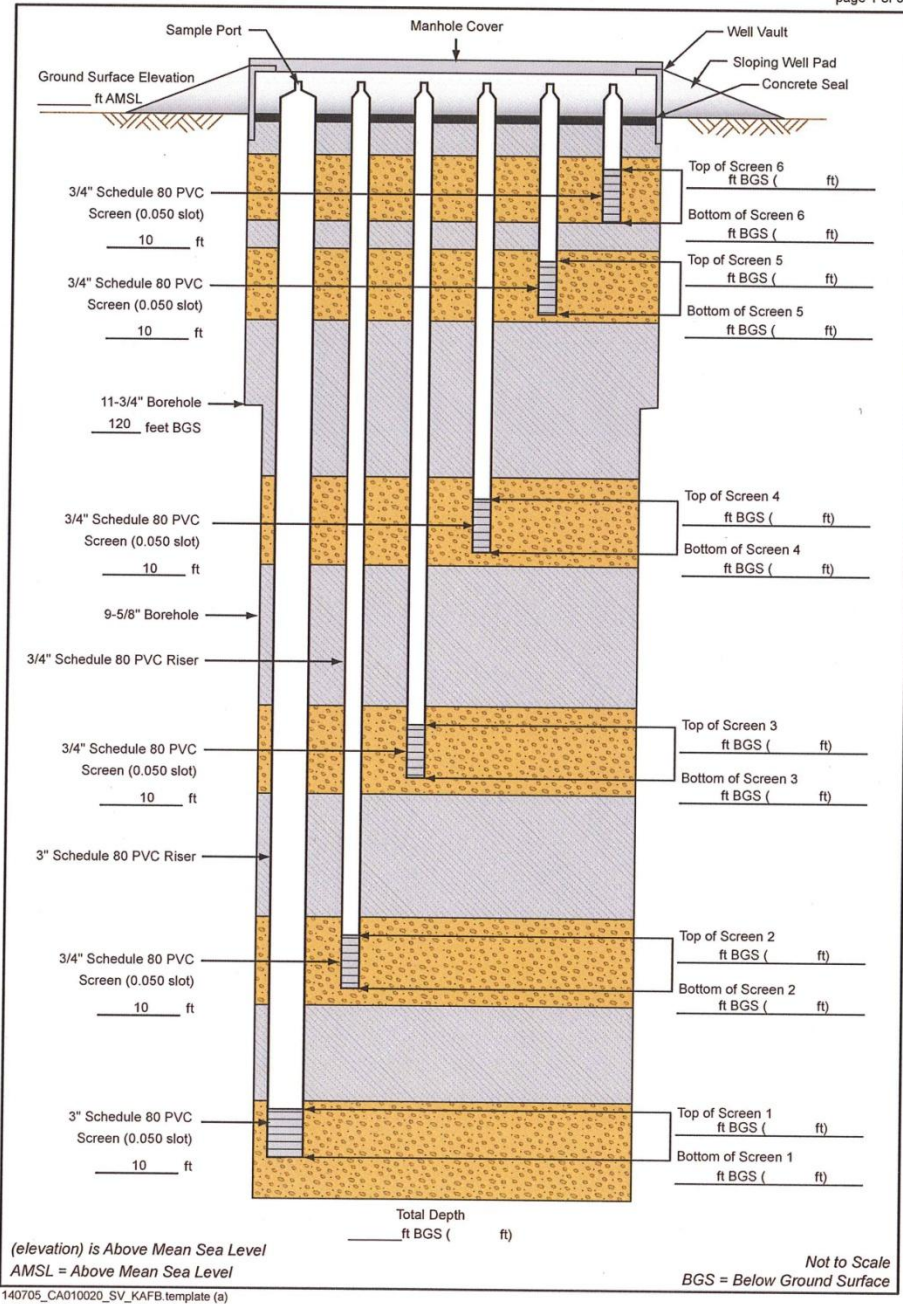 Sample Port
Manhole Cover
Well Vault
Sloping Well Pad
Concrete Seal
Ground Surface Elevation
ft AMSL
3/4" Schedule 80 PVC
Screen (0.050 slot)
10 ft
Top of Screen 6
ft BGS ( ft)
Bottom of Screen 6
ft BGS ( ft)
3/4" Schedule 80 PVC
Screen (0.050 slot)
10 ft
Top of Screen 5
ft BGS ( ft)
Bottom of Screen 5
ft BGS ( ft)
11-3/4" Borehole
120 feet BGS
3/4" Schedule 80 PVC
Screen (0.050 slot)
10 ft
Top of Screen 4
ft BGS ( ft)
Bottom of Screen 4
ft BGS ( ft)
9-5/8" Borehole
3/4" Schedule 80 PVC Riser
3/4" Schedule 80 PVC
Screen (0.050 slot)
10 ft
Top of Screen 3
ft BGS ( ft)
Bottom of Screen 3
ft BGS ( ft)
3" Schedule 80 PVC Riser
3/4" Schedule 80 PVC
Screen (0.050 slot)
10 ft
Top of Screen 2
ft BGS ( ft)
Bottom of Screen 2
ft BGS ( ft)
3" Schedule 80 PVC
Screen (0.050 slot)
10 ft
Top of Screen 1
ft BGS ( ft)
Bottom of Screen 1
ft BGS ( ft)
Total Depth
ft BGS ( ft)
(elevation) is Above Mean Sea Level
AMSL = Above Mean Sea Level
Not to Scale
BGS = Below Ground Surface
140705_CA010020_SV_KAFB.template (a)